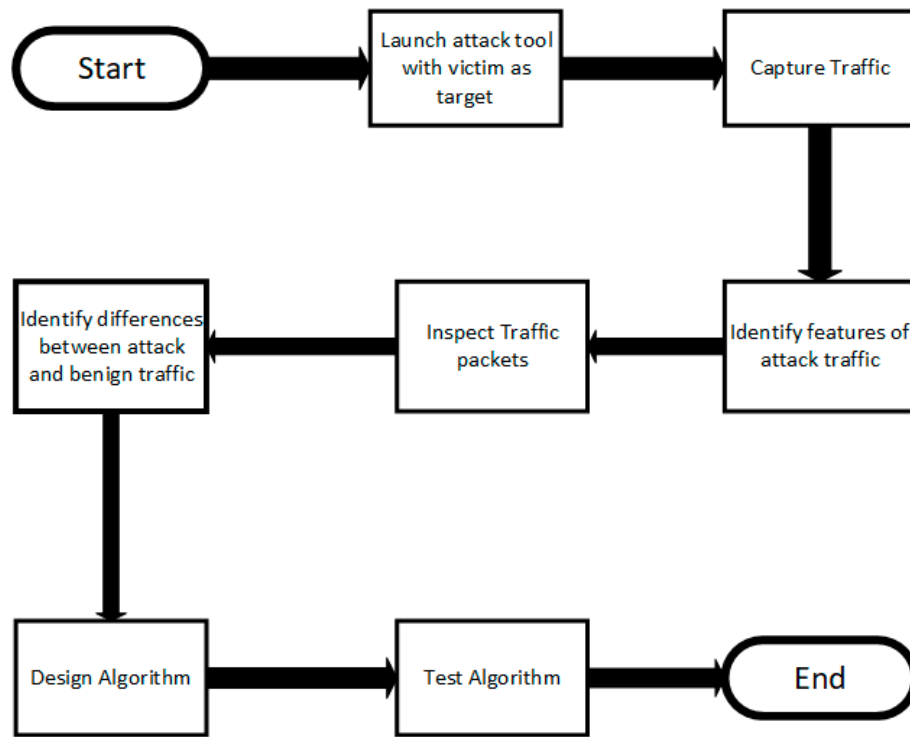 Start
Launch attack tool
with victim as
target
Capture Traffic
Identify features of
attack traffic
Inspect Traffic
packets
Identify differences
between attack
and benign traffic
Design Algorithm
Test Algorithm
End